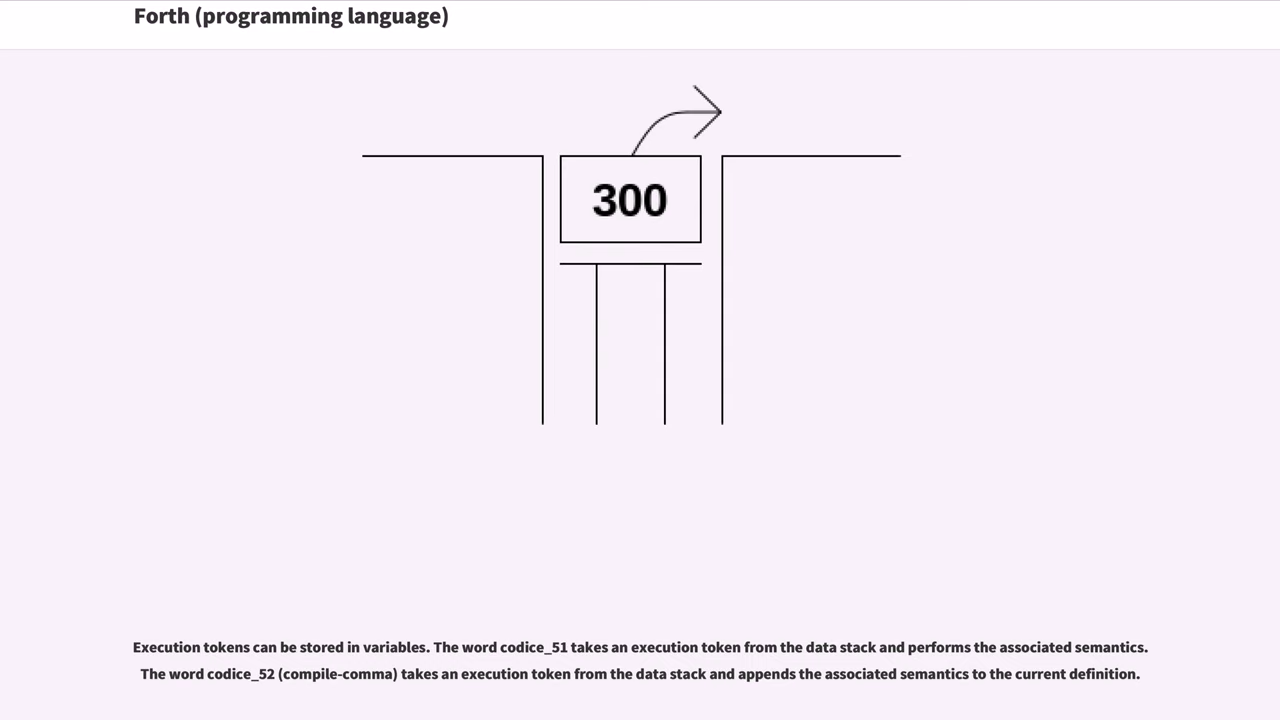 Forth (programming language)
300
Execution tokens can be stored in variables. The word codice_51 takes an execution token from the data stack and performs the associated semantics.
The word codice_52 (compile-comma) takes an execution token from the data stack and appends the associated semantics to the current definition.